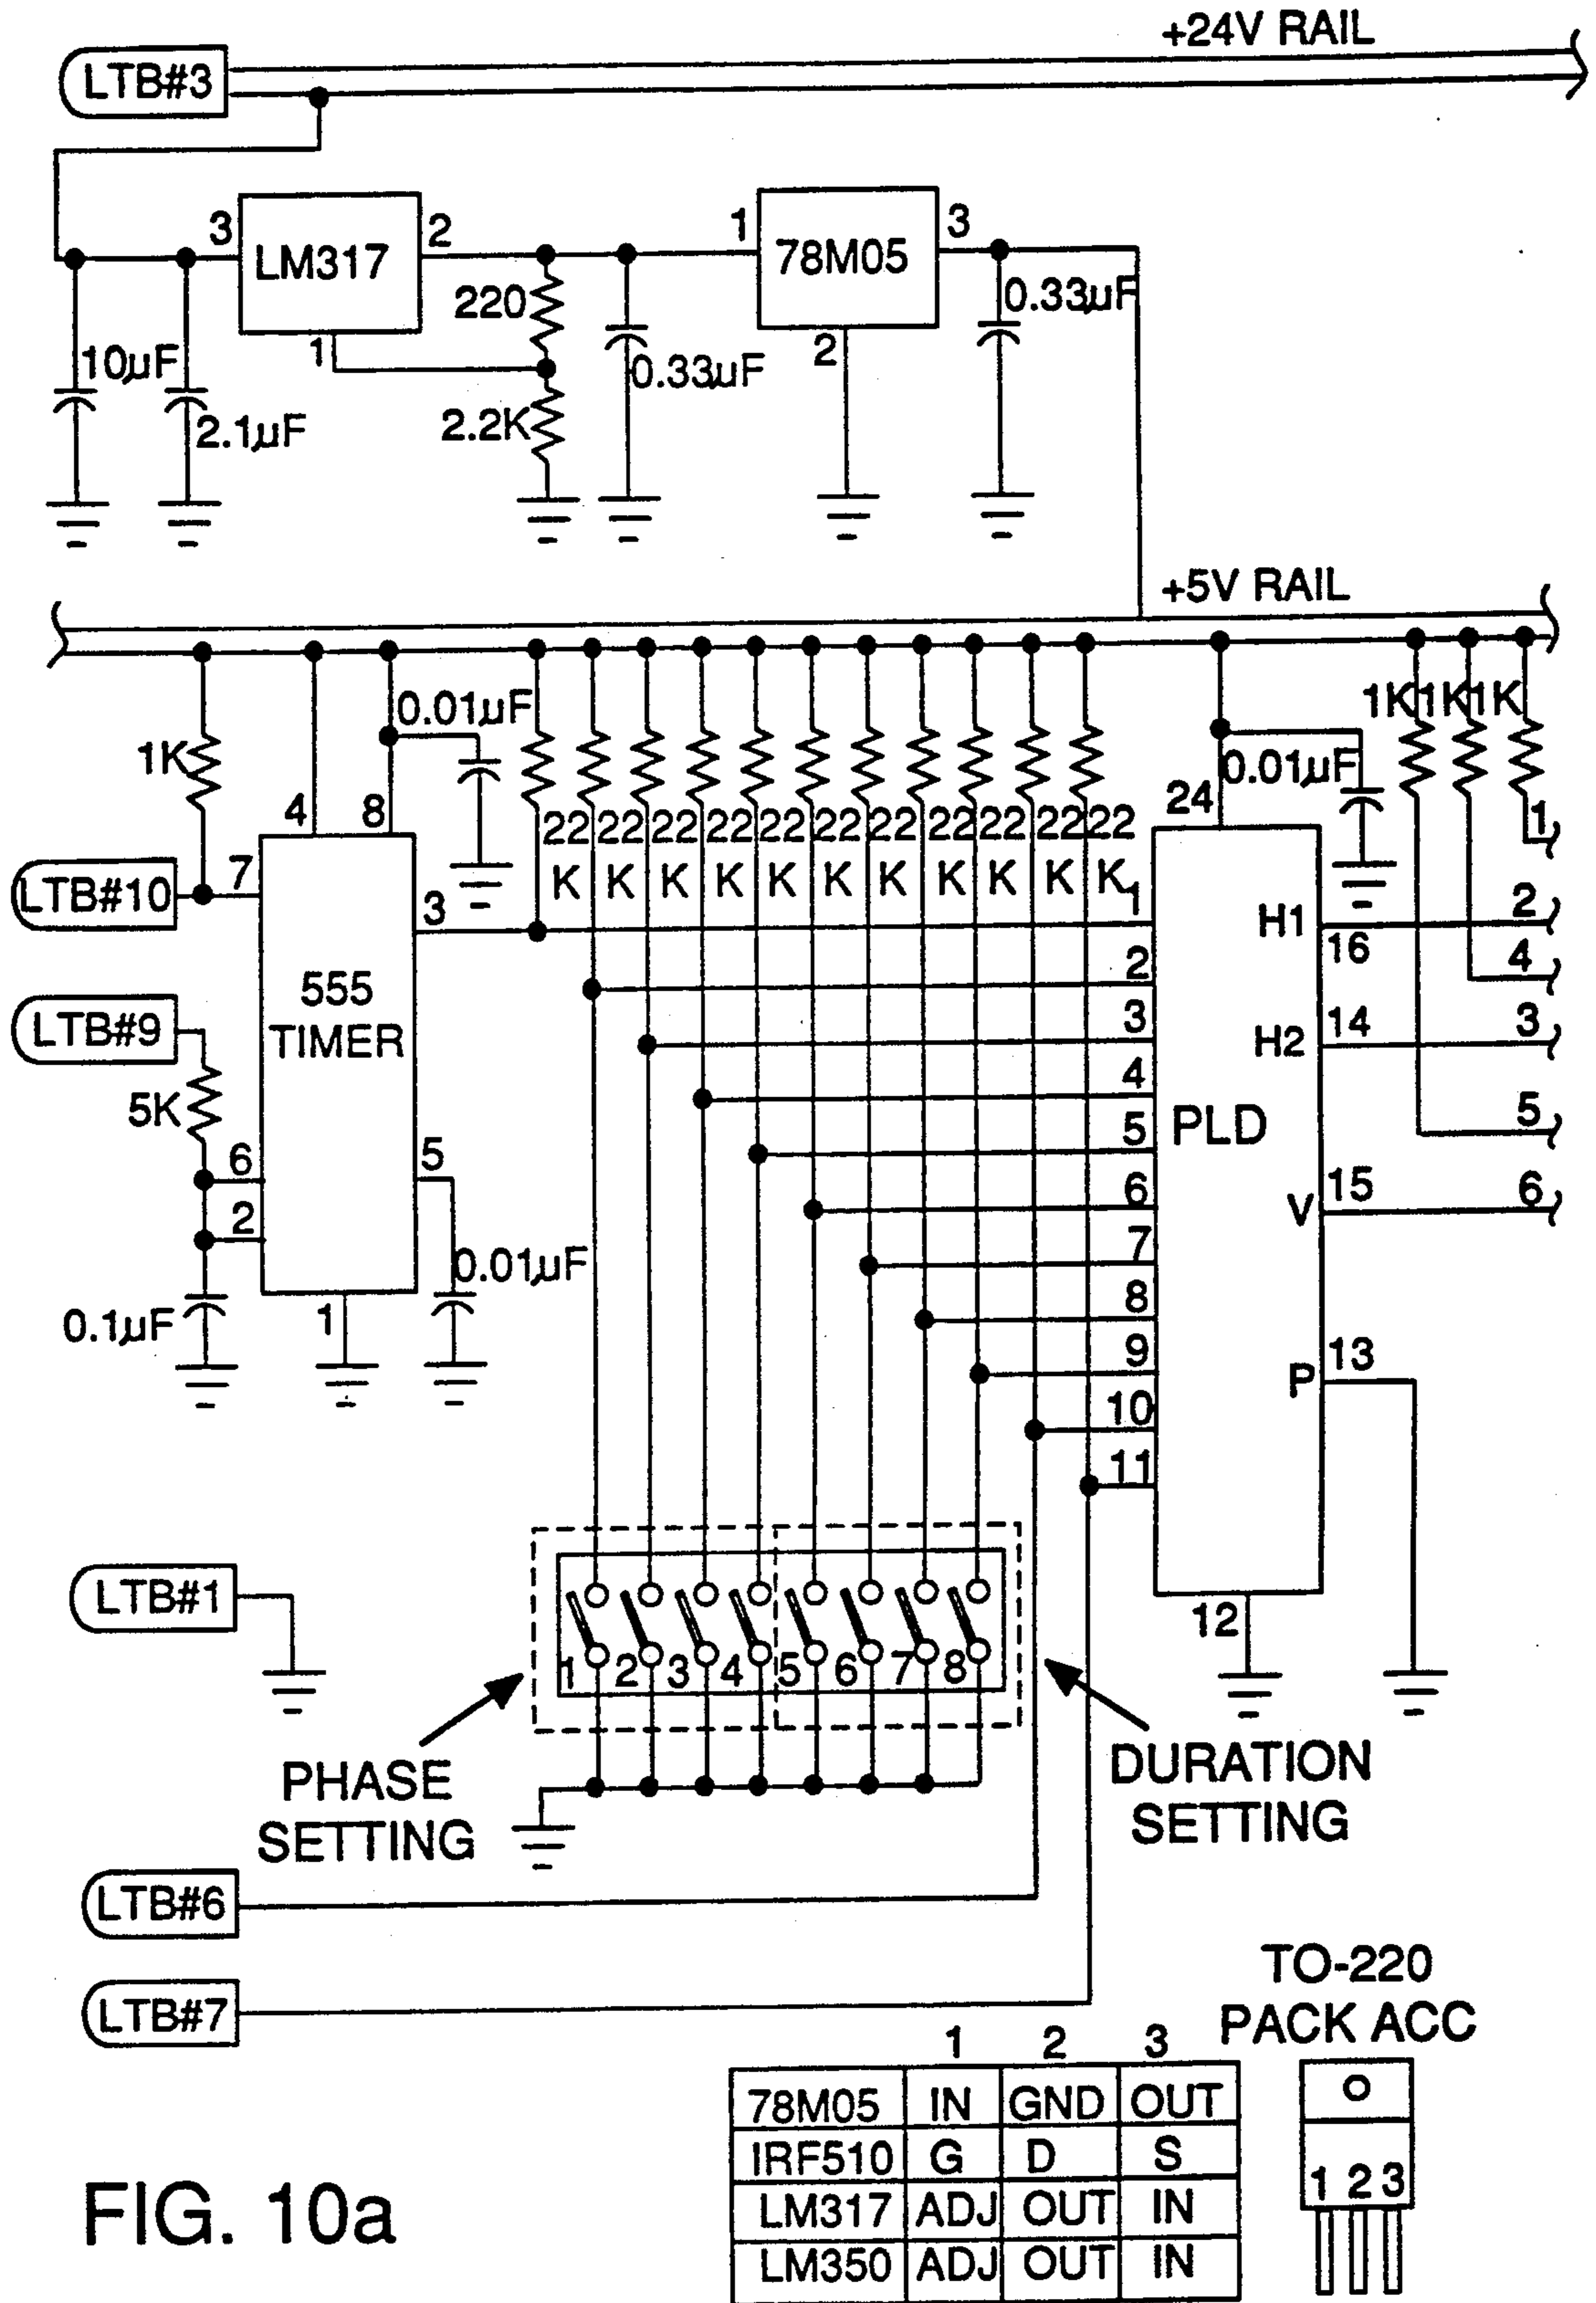 +24V RAIL
LTB#3
3 LM317 2
1 78M05 3
220
0.33µF
1
2
10µF
0.33µF
2.1µF
2.2K
+5V RAIL
0.01µF
1K 1K 1K
1K
0.01µF
4 8
24
22 22 22 22 22 22 22 22 22 22
K K K K K K K K K K
1
LTB#10 7
3
1
H1 16
2
2
4
555 TIMER
LTB#9
3
H2 14
3
4
5K
PLD
5
5
6 5
6
V 15
6
2
7
0.01µF
8
0.1µF
1
9
P 13
10
11
LTB#1
12
1 2 3 4 5 6 7 8
PHASE
SETTING
DURATION
SETTING
LTB#6
LTB#7
TO-220
PACK ACC
1 2 3
78M05 IN GND OUT
IRF510 G D S
LM317 ADJ OUT IN
LM350 ADJ OUT IN
1 2 3
FIG. 10a